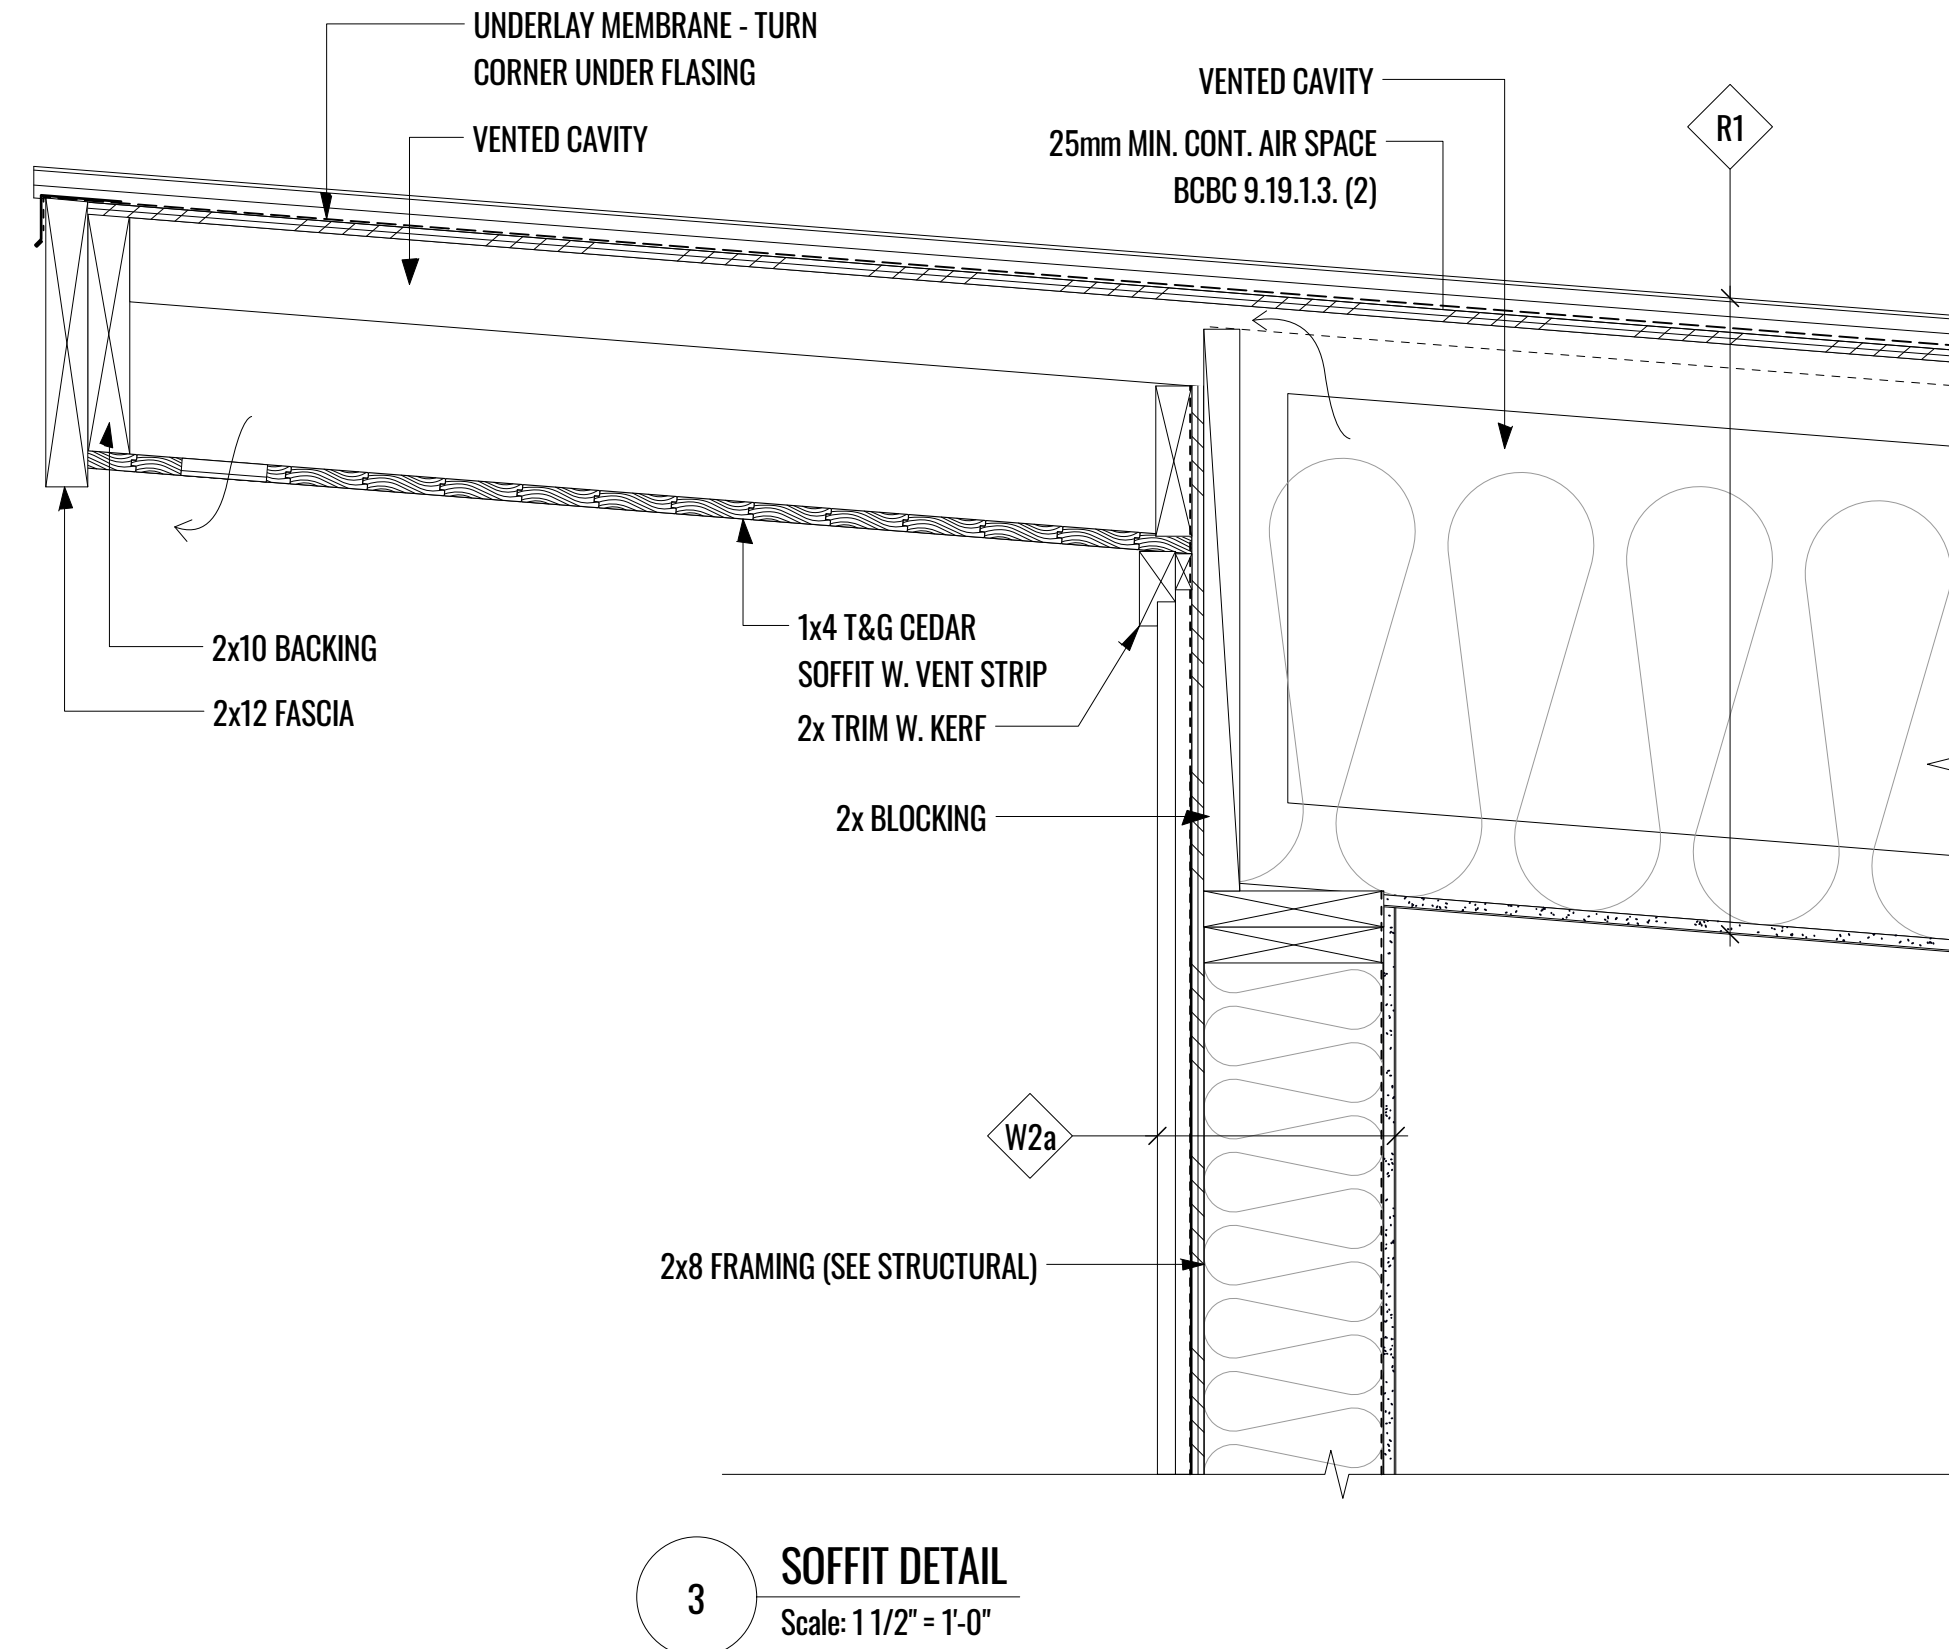 UNDERLAY MEMBRANE - TURN
CORNER UNDER FLASING
VENTED CAVITY
VENTED CAVITY
25mm MIN. CONT. AIR SPACE
BCBC 9.19.1.3. (2)
R1
2x10 BACKING
2x12 FASCIA
1x4 T&G CEDAR
SOFFIT W. VENT STRIP
2x TRIM W. KERF
2x BLOCKING
W2a
2x8 FRAMING (SEE STRUCTURAL)
3
SOFFIT DETAIL
Scale: 1 1/2" = 1'-0"